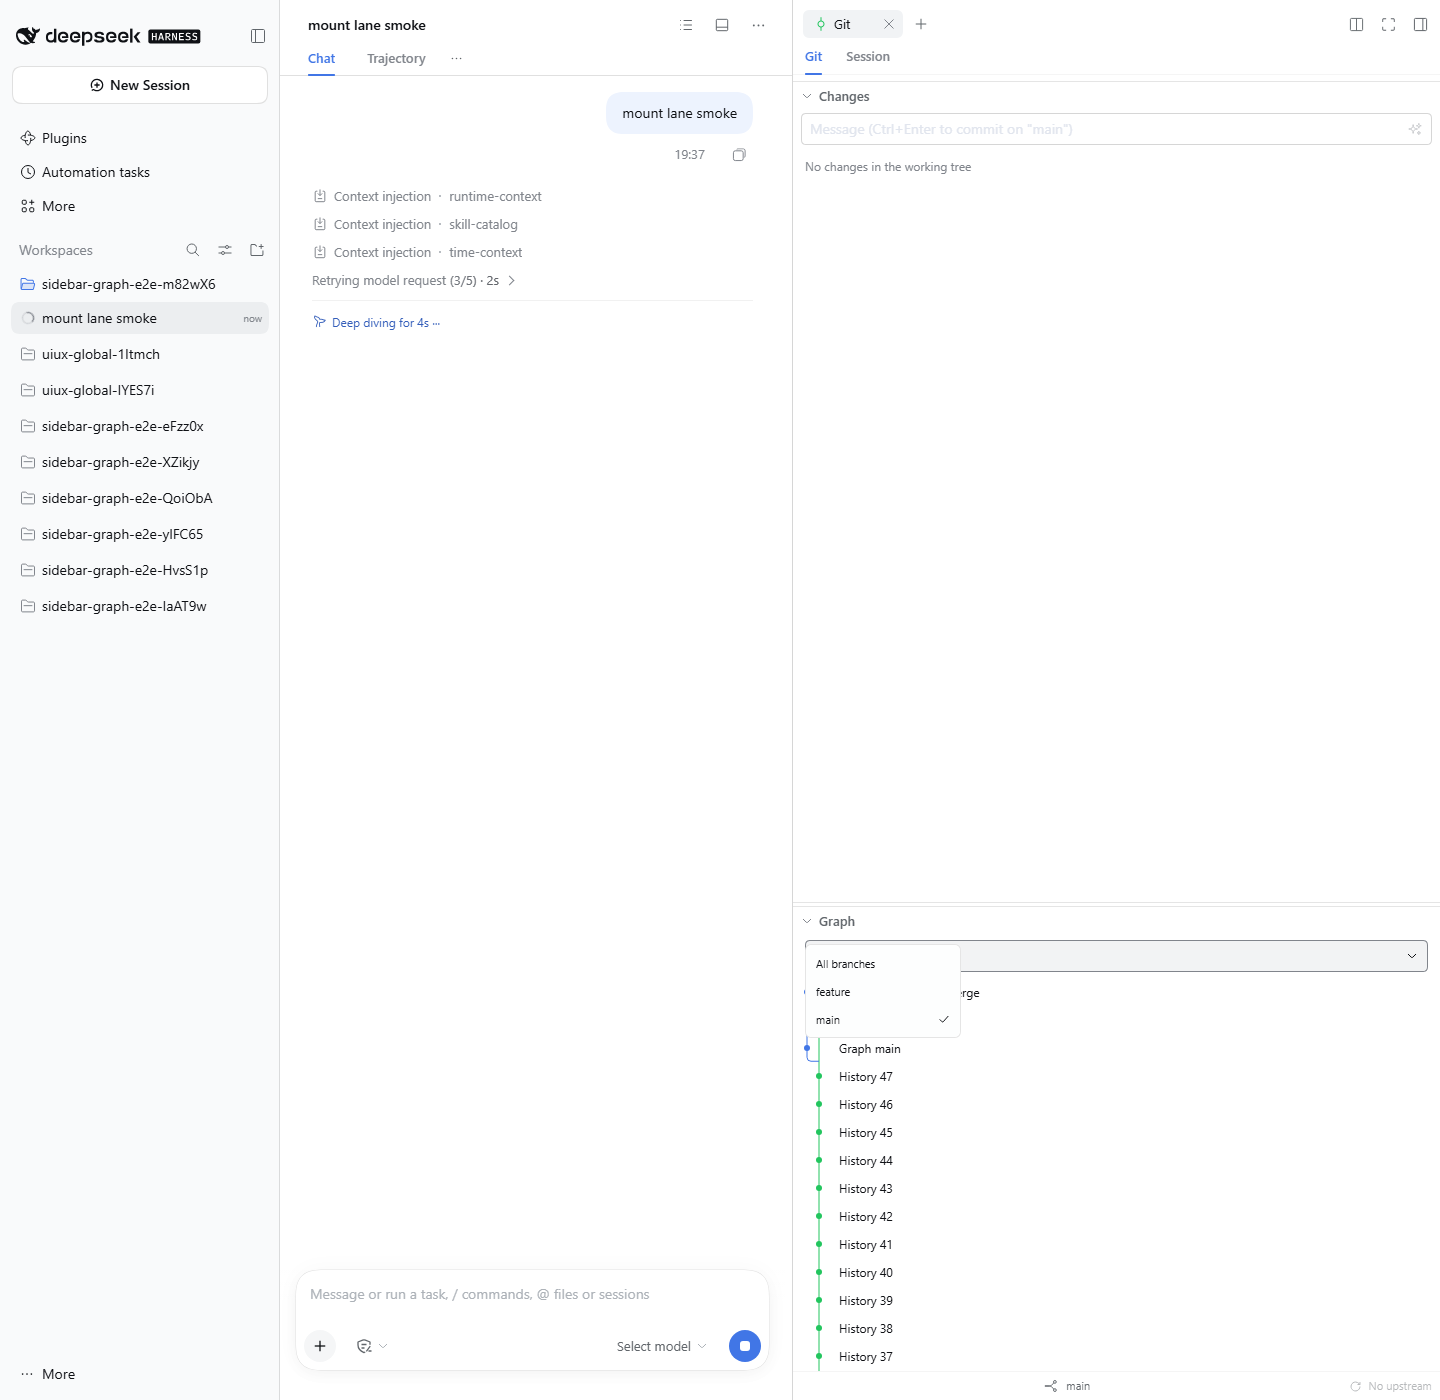 deepseek HARNESS
New Session
Plugins
Automation tasks
More
Workspaces
sidebar-graph-e2e-m82wX6
mount lane smoke now
uiux-global-1ltmch
uiux-global-lYES7i
sidebar-graph-e2e-eFzz0x
sidebar-graph-e2e-XZikjy
sidebar-graph-e2e-QoiObA
sidebar-graph-e2e-ylFC65
sidebar-graph-e2e-HvsS1p
sidebar-graph-e2e-laAT9w
More
mount lane smoke
Chat Trajectory
mount lane smoke
19:37
Context injection · runtime-context
Context injection · skill-catalog
Context injection · time-context
Retrying model request (3/5) · 2s
Deep diving for 4s ···
Message or run a task, / commands, @ files or sessions
Select model
Git
Git Session
Changes
Message (Ctrl+Enter to commit on "main")
No changes in the working tree
Graph
All branches
feature
main
erge
Graph main
History 47
History 46
History 45
History 44
History 43
History 42
History 41
History 40
History 39
History 38
History 37
main
No upstream